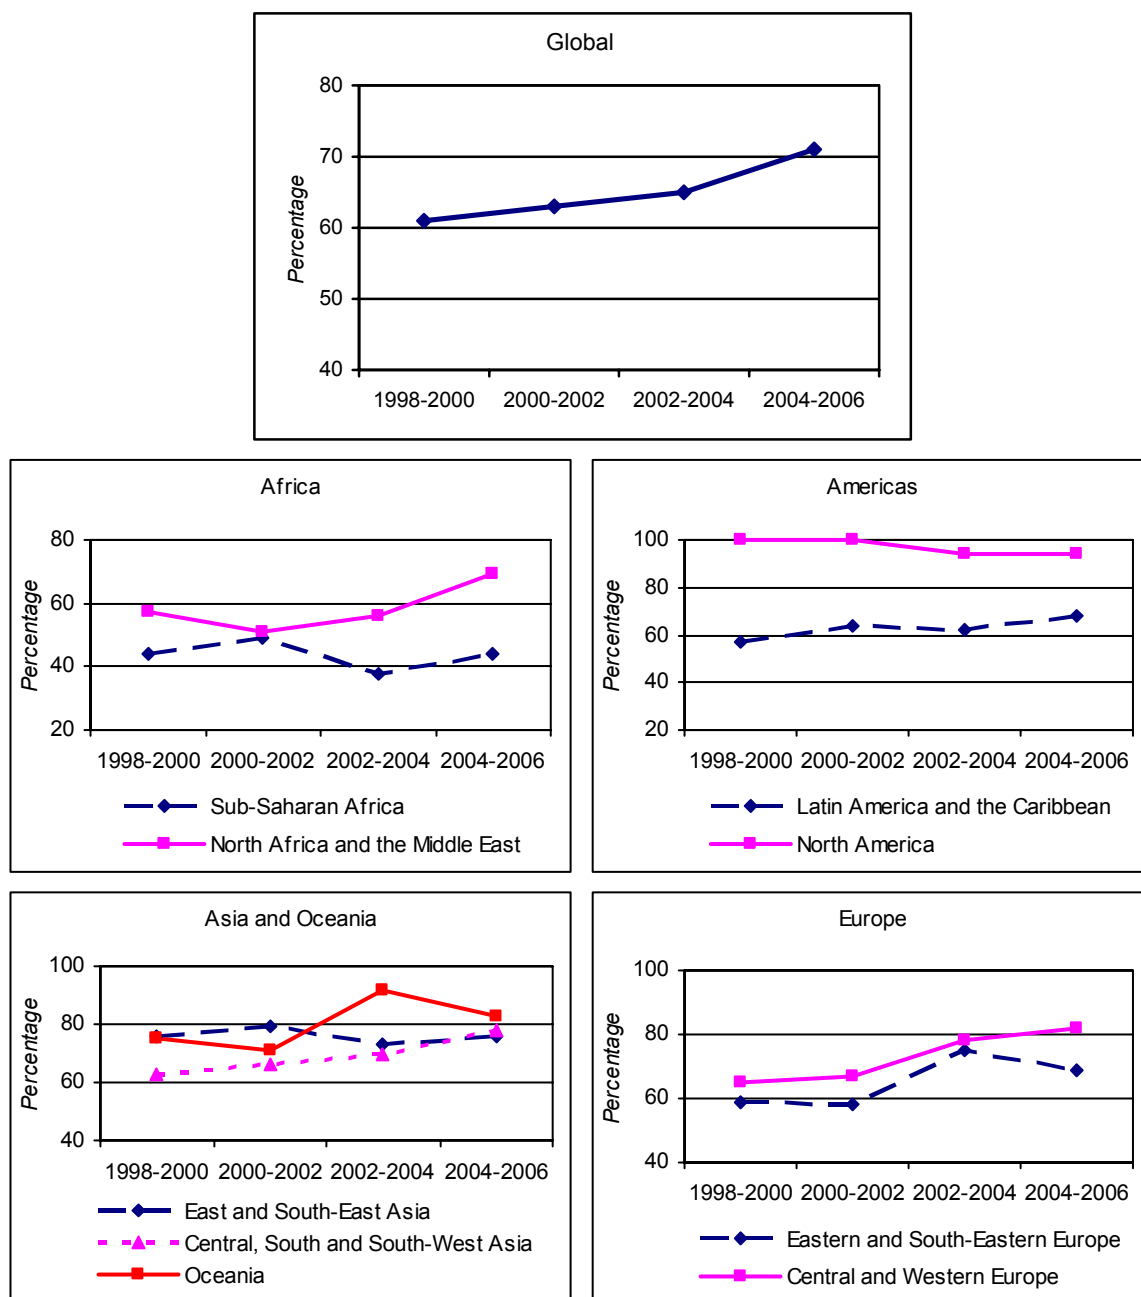 Global
80
70
60
50
40
Percentage
1998-2000 2000-2002 2002-2004 2004-2006
Africa
80
60
40
20
Percentage
1998-2000 2000-2002 2002-2004 2004-2006
Sub-Saharan Africa
North Africa and the Middle East
Americas
100
80
60
40
20
Percentage
1998-2000 2000-2002 2002-2004 2004-2006
Latin America and the Caribbean
North America
Asia and Oceania
100
80
60
40
Percentage
1998-2000 2000-2002 2002-2004 2004-2006
East and South-East Asia
Central, South and South-West Asia
Oceania
Europe
100
80
60
40
Percentage
1998-2000 2000-2002 2002-2004 2004-2006
Eastern and South-Eastern Europe
Central and Western Europe